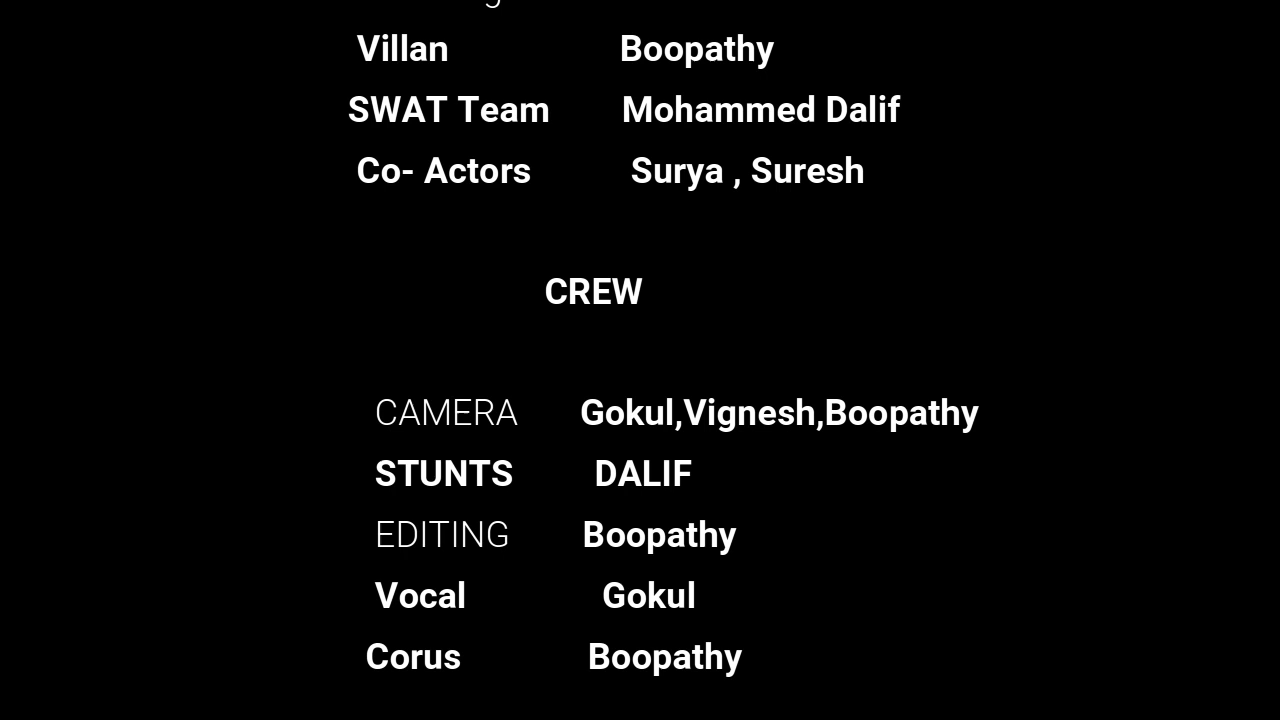 Villan Boopathy
SWAT Team Mohammed Dalif
Co- Actors Surya , Suresh
CREW
CAMERA Gokul,Vignesh,Boopathy
STUNTS DALIF
EDITING Boopathy
Vocal Gokul
Corus Boopathy